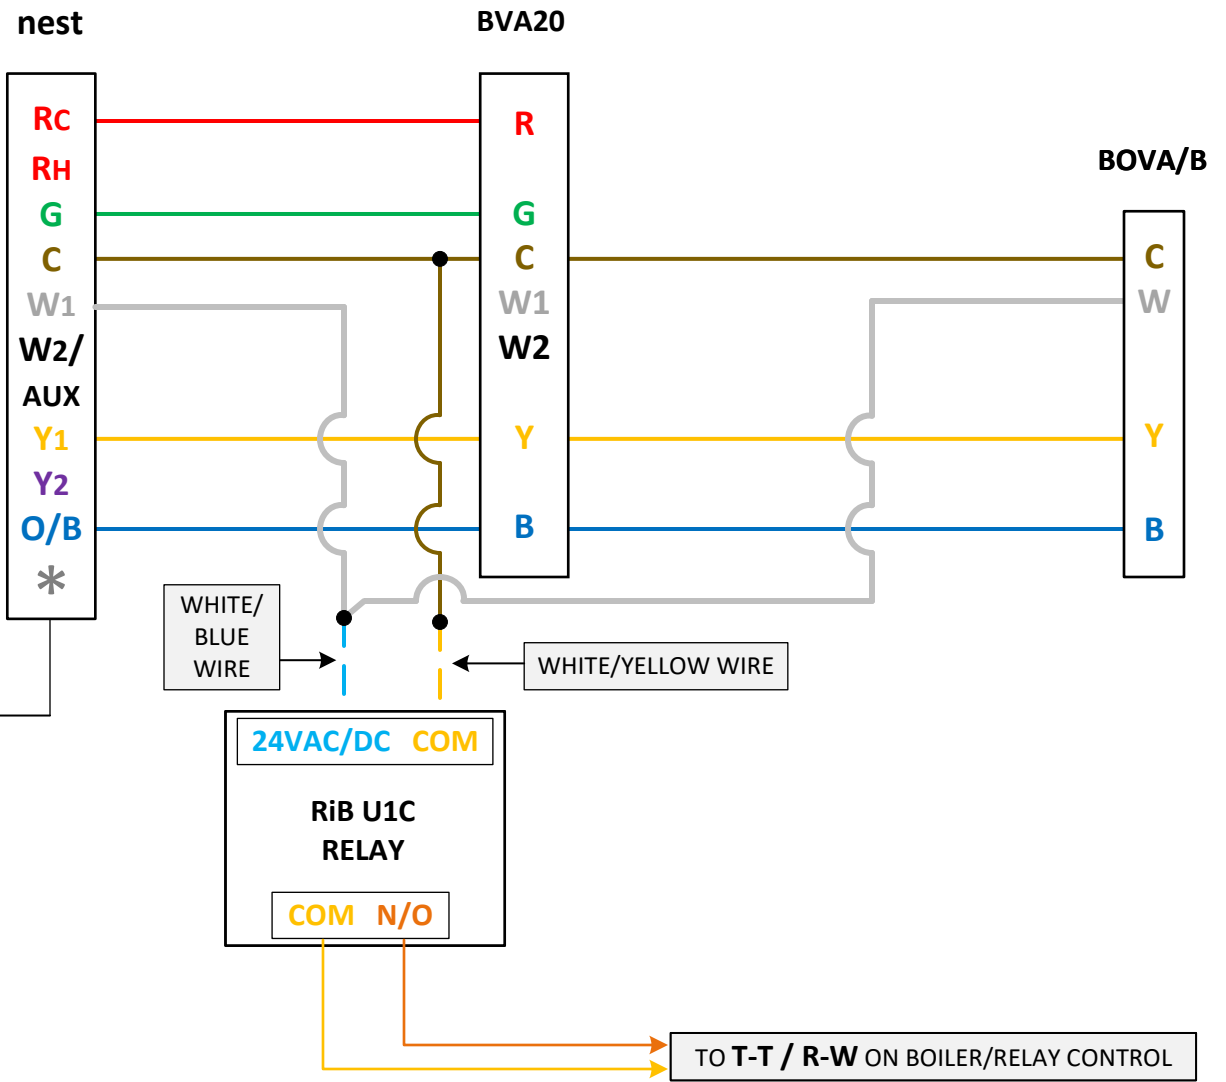 nest
BVA20
BOVA/B
RC
RH
G
C
W1
W2/
AUX
Y1
Y2
O/B
*
R
G
C
W1
W2
Y
B
C
W
Y
B
WHITE/
BLUE
WIRE
WHITE/YELLOW WIRE
24VAC/DC COM
RiB U1C
RELAY
COM N/O
TO T-T / R-W ON BOILER/RELAY CONTROL